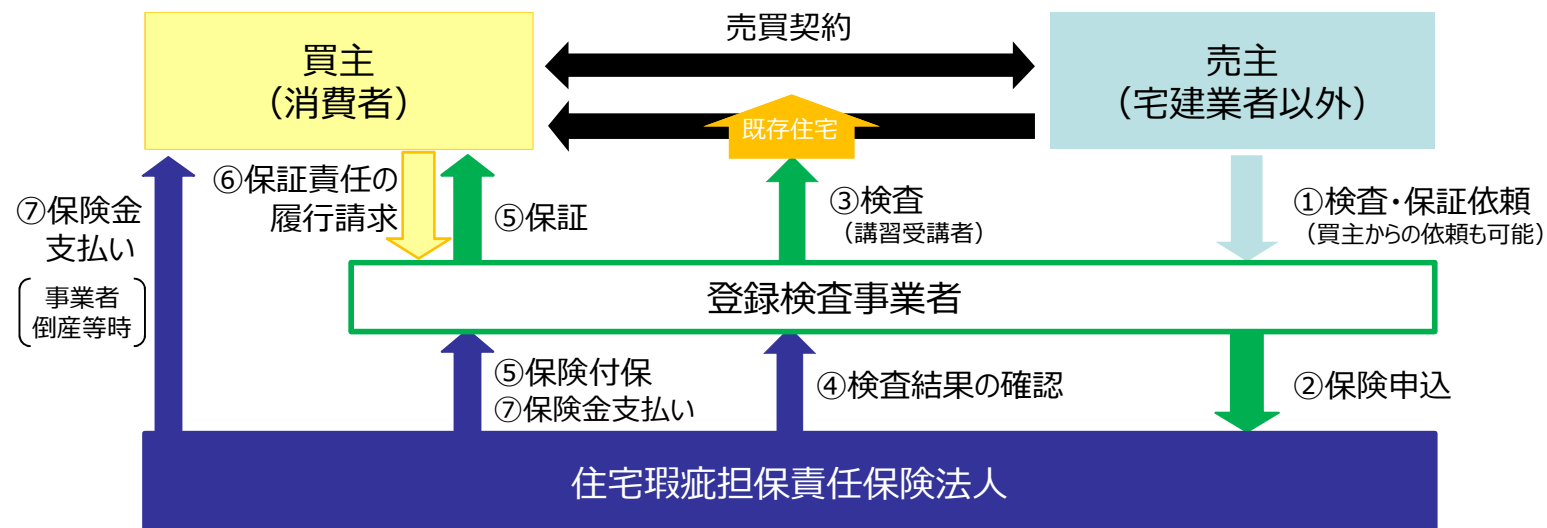 売買契約
買主
（消費者）
売主
（宅建業者以外）
既存住宅
⑥保証責任の
履行請求
⑤保証
③検査
（講習受講者）
①検査・保証依頼
（買主からの依頼も可能）
⑦保険金
支払い
事業者
倒産等時
登録検査事業者
⑤保険付保
⑦保険金支払い
④検査結果の確認
②保険申込
住宅瑕疵担保責任保険法人